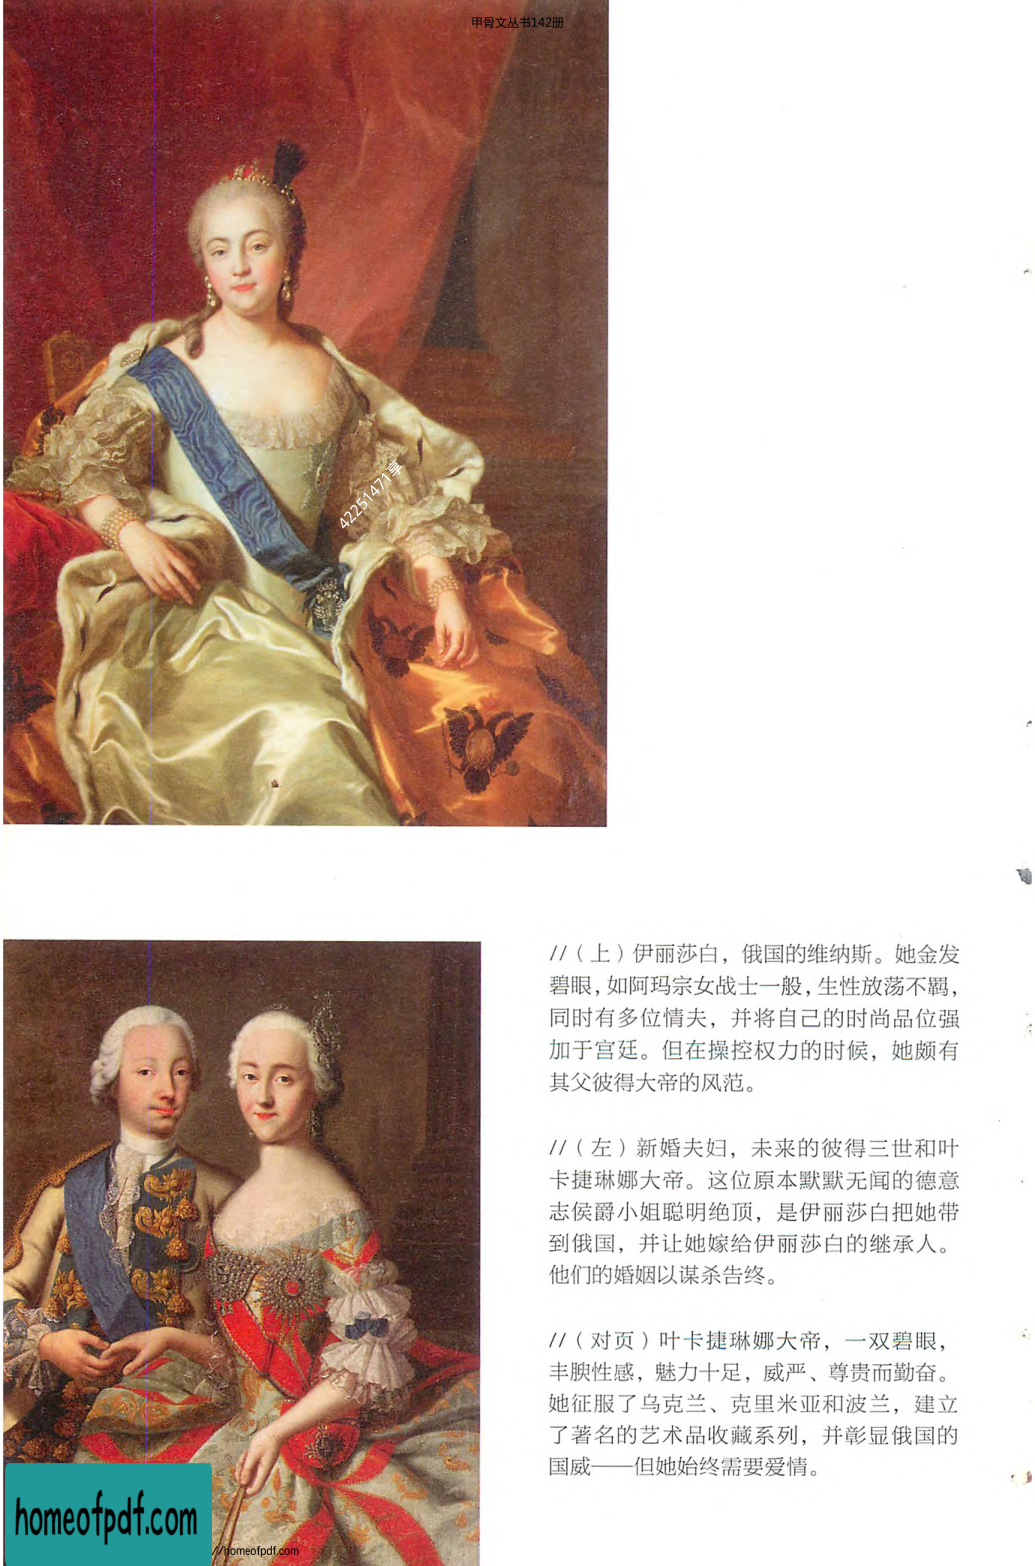 甲骨文丛书142册
42251471享
//（上）伊丽莎白，俄国的维纳斯。她金发
碧眼，如阿玛宗女战士一般，生性放荡不羁，
同时有多位情夫，并将自己的时尚品位强
加于宫廷。但在操控权力的时候，她颇有
其父彼得大帝的风范。
//（左）新婚夫妇，未来的彼得三世和叶
卡捷琳娜大帝。这位原本默默无闻的德意
志侯爵小姐聪明绝顶，是伊丽莎白把她带
到俄国，并让她嫁给伊丽莎白的继承人。
他们的婚姻以谋杀告终。
//（对页）叶卡捷琳娜大帝，一双碧眼，
丰腴性感，魅力十足，威严、尊贵而勤奋。
她征服了乌克兰、克里米亚和波兰，建立
了著名的艺术品收藏系列，并彰显俄国的
国威——但她始终需要爱情。
homeofpdf.com
//homeofpdf.com